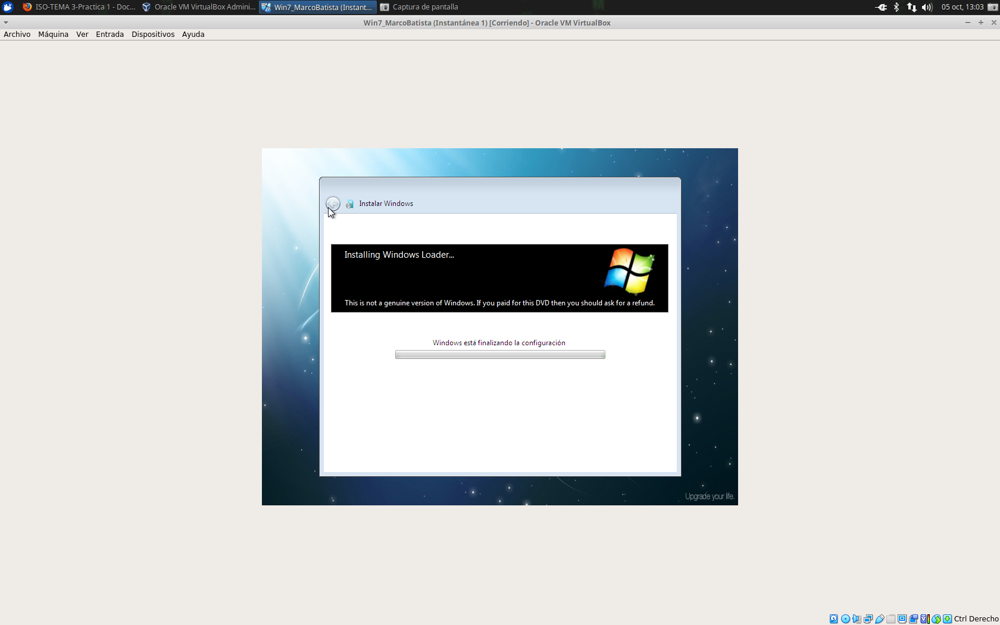 ISO-TEMA 3-Practica 1 - Doc...
Oracle VM VirtualBox Admini...
Win7_MarcoBatista (Instant...
Captura de pantalla
05 oct, 13:03
Win7_MarcoBatista (Instantánea 1) [Corriendo] - Oracle VM VirtualBox
Archivo Máquina Ver Entrada Dispositivos Ayuda
Instalar Windows
Installing Windows Loader...
This is not a genuine version of Windows. If you paid for this DVD then you should ask for a refund.
Windows está finalizando la configuración
Upgrade your life.
Ctrl Derecho